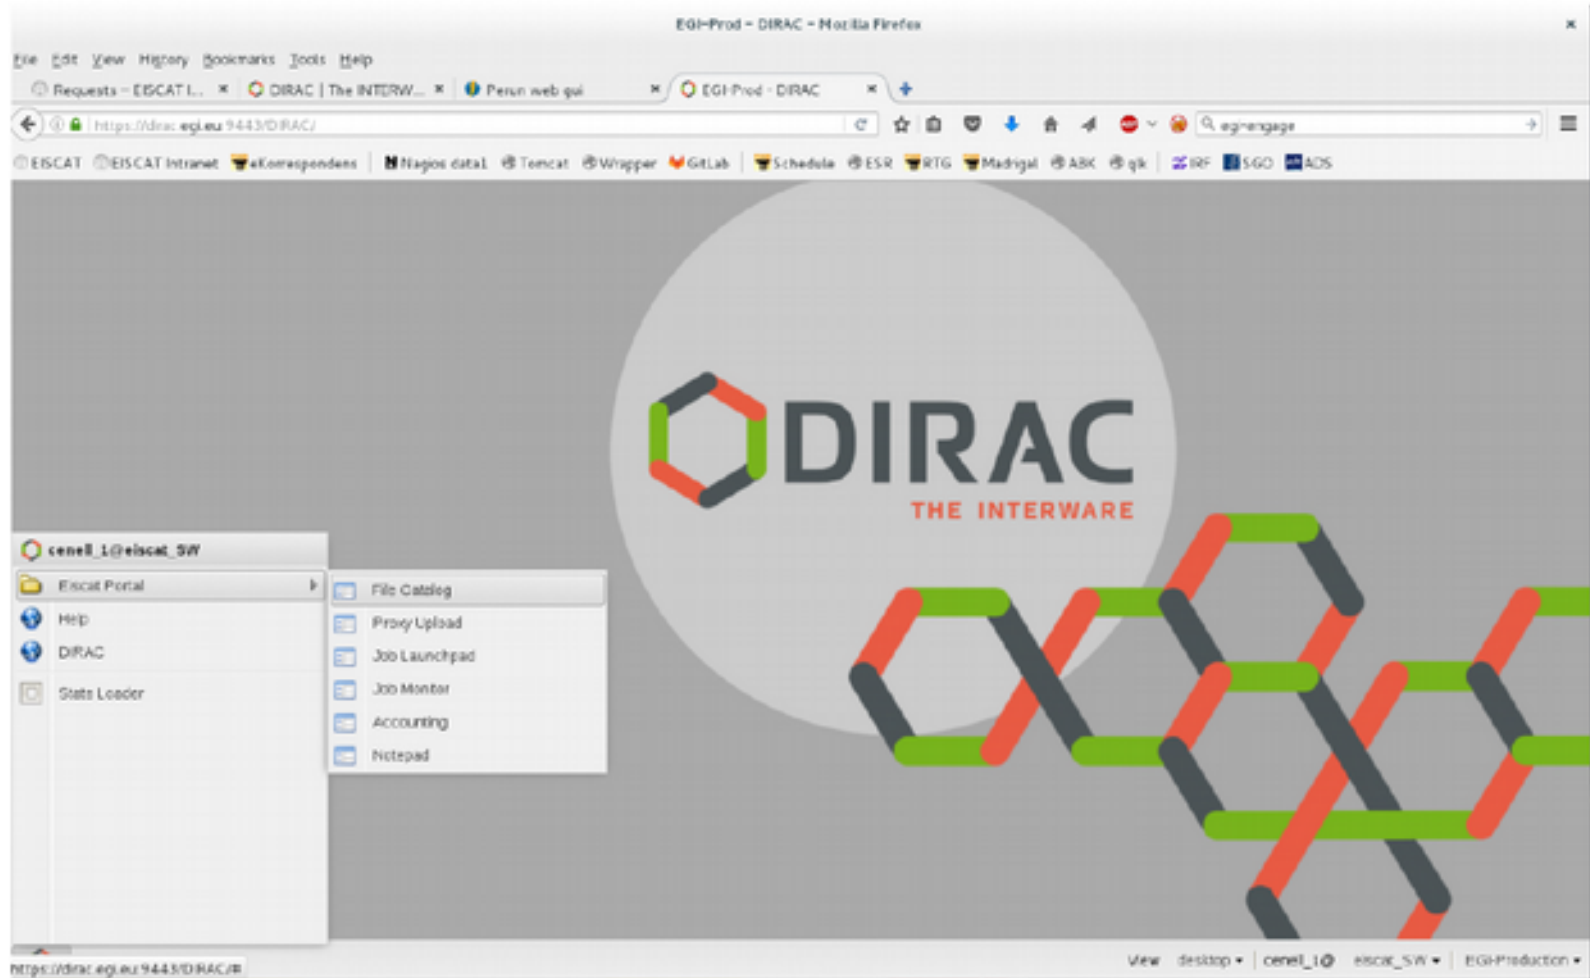 EGI-Prod - DIRAC - Mozilla Firefox
File Edit View History Bookmarks Tools Help
Requests - EISCAT I... DIRAC | The INTERW... Perun web gui EGI-Prod - DIRAC
https://dirac.egi.eu:9443/DIRAC/ egi-engage
EISCAT EISCAT Intranet eKorrespondens Nagios data1 Tomcat Wrapper GitLab Schedule ESR RTG Madrigal ABK qlk IRF SGO ADS
DIRAC
THE INTERWARE
cenell_1@eiscat_SW
Eiscat Portal
Help
DIRAC
State Loader
File Catalog
Proxy Upload
Job Launchpad
Job Monitor
Accounting
Notepad
https://dirac.egi.eu:9443/DIRAC/#
View desktop cenell_1@ eiscat_SW EGI-Production